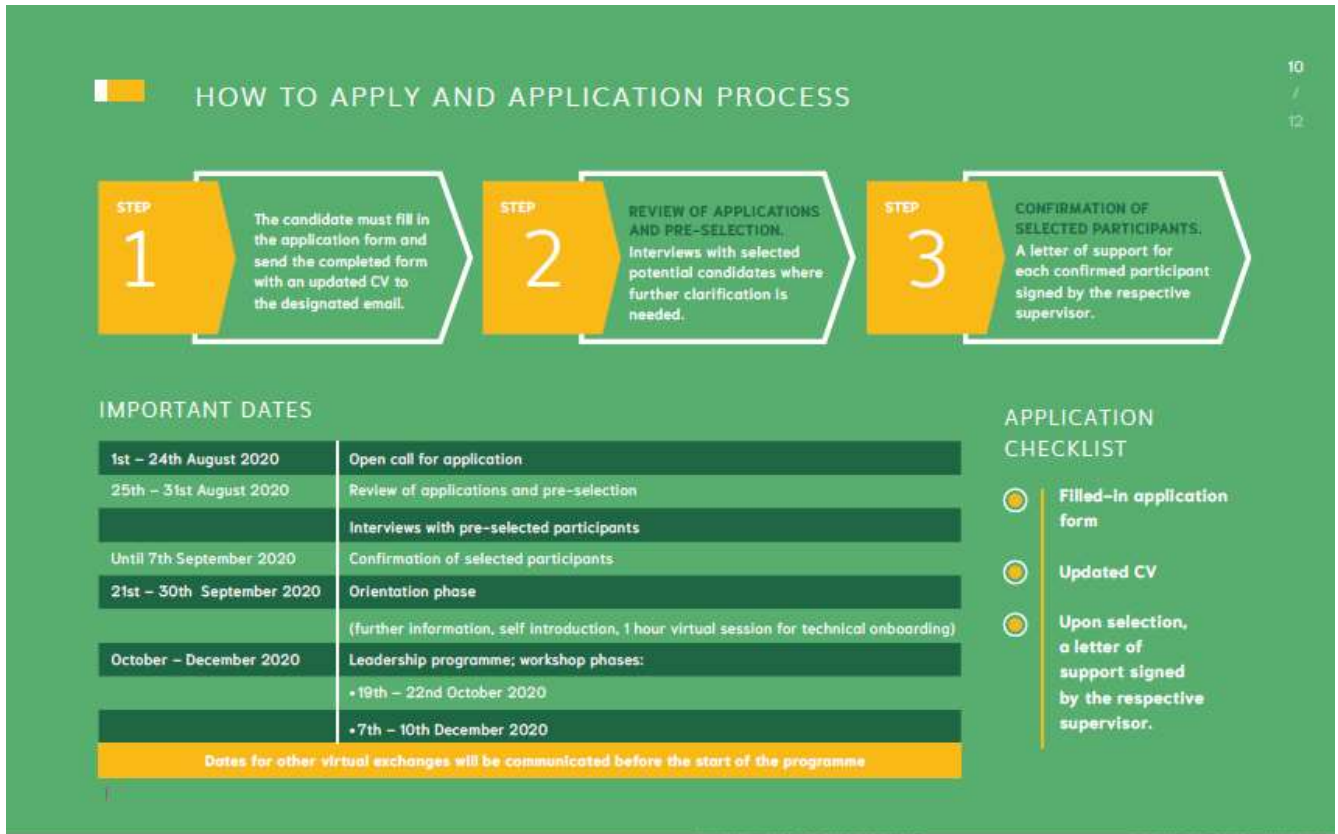 HOW TO APPLY AND APPLICATION PROCESS
10
/
12
STEP
1
The candidate must fill in
the application form and
send the completed form
with an updated CV to
the designated email.
STEP
2
REVIEW OF APPLICATIONS
AND PRE-SELECTION.
Interviews with selected
potential candidates where
further clarification is
needed.
STEP
3
CONFIRMATION OF
SELECTED PARTICIPANTS.
A letter of support for
each confirmed participant
signed by the respective
supervisor.
IMPORTANT DATES
1st – 24th August 2020 Open call for application
25th – 31st August 2020 Review of applications and pre-selection
Interviews with pre-selected participants
Until 7th September 2020 Confirmation of selected participants
21st – 30th September 2020 Orientation phase
(further information, self introduction, 1 hour virtual session for technical onboarding)
October – December 2020 Leadership programme; workshop phases:
•19th – 22nd October 2020
•7th – 10th December 2020
Dates for other virtual exchanges will be communicated before the start of the programme
APPLICATION
CHECKLIST
Filled-in application
form
Updated CV
Upon selection,
a letter of
support signed
by the respective
supervisor.